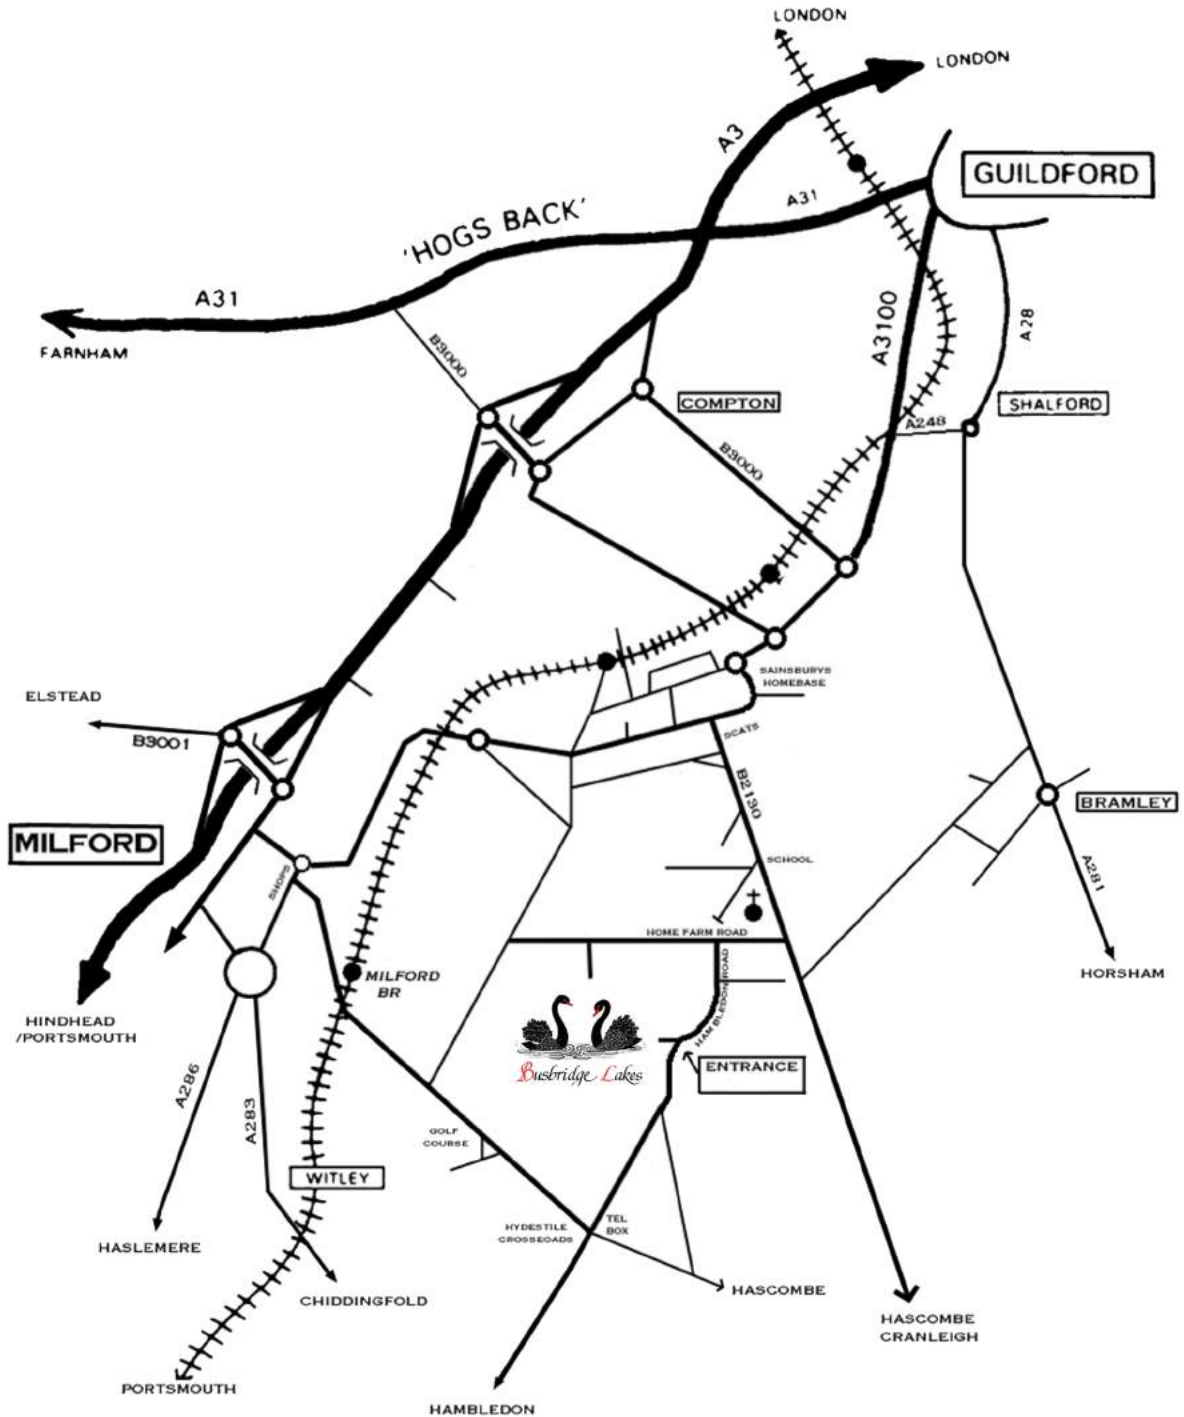 LONDON
LONDON
A3
GUILDFORD
A31
'HOGS BACK'
A31
FARNHAM
B3000
A3100
A28
COMPTON
SHALFORD
A248
B3000
ELSTEAD
B3001
SAINSBURYS
HOMEBASE
SCATS
B2130
MILFORD
BRAMLEY
SHOPS
SCHOOL
A281
HOME FARM ROAD
HAMBLEDON ROAD
MILFORD
BR
HORSHAM
HINDHEAD
/PORTSMOUTH
Busbridge Lakes
ENTRANCE
A286
A283
GOLF
COURSE
WITLEY
HYDESTILE
CROSSEOADS
TEL
BOX
HASLEMERE
CHIDDINGFOLD
HASCOMBE
HASCOMBE
CRANLEIGH
PORTSMOUTH
HAMBLEDON